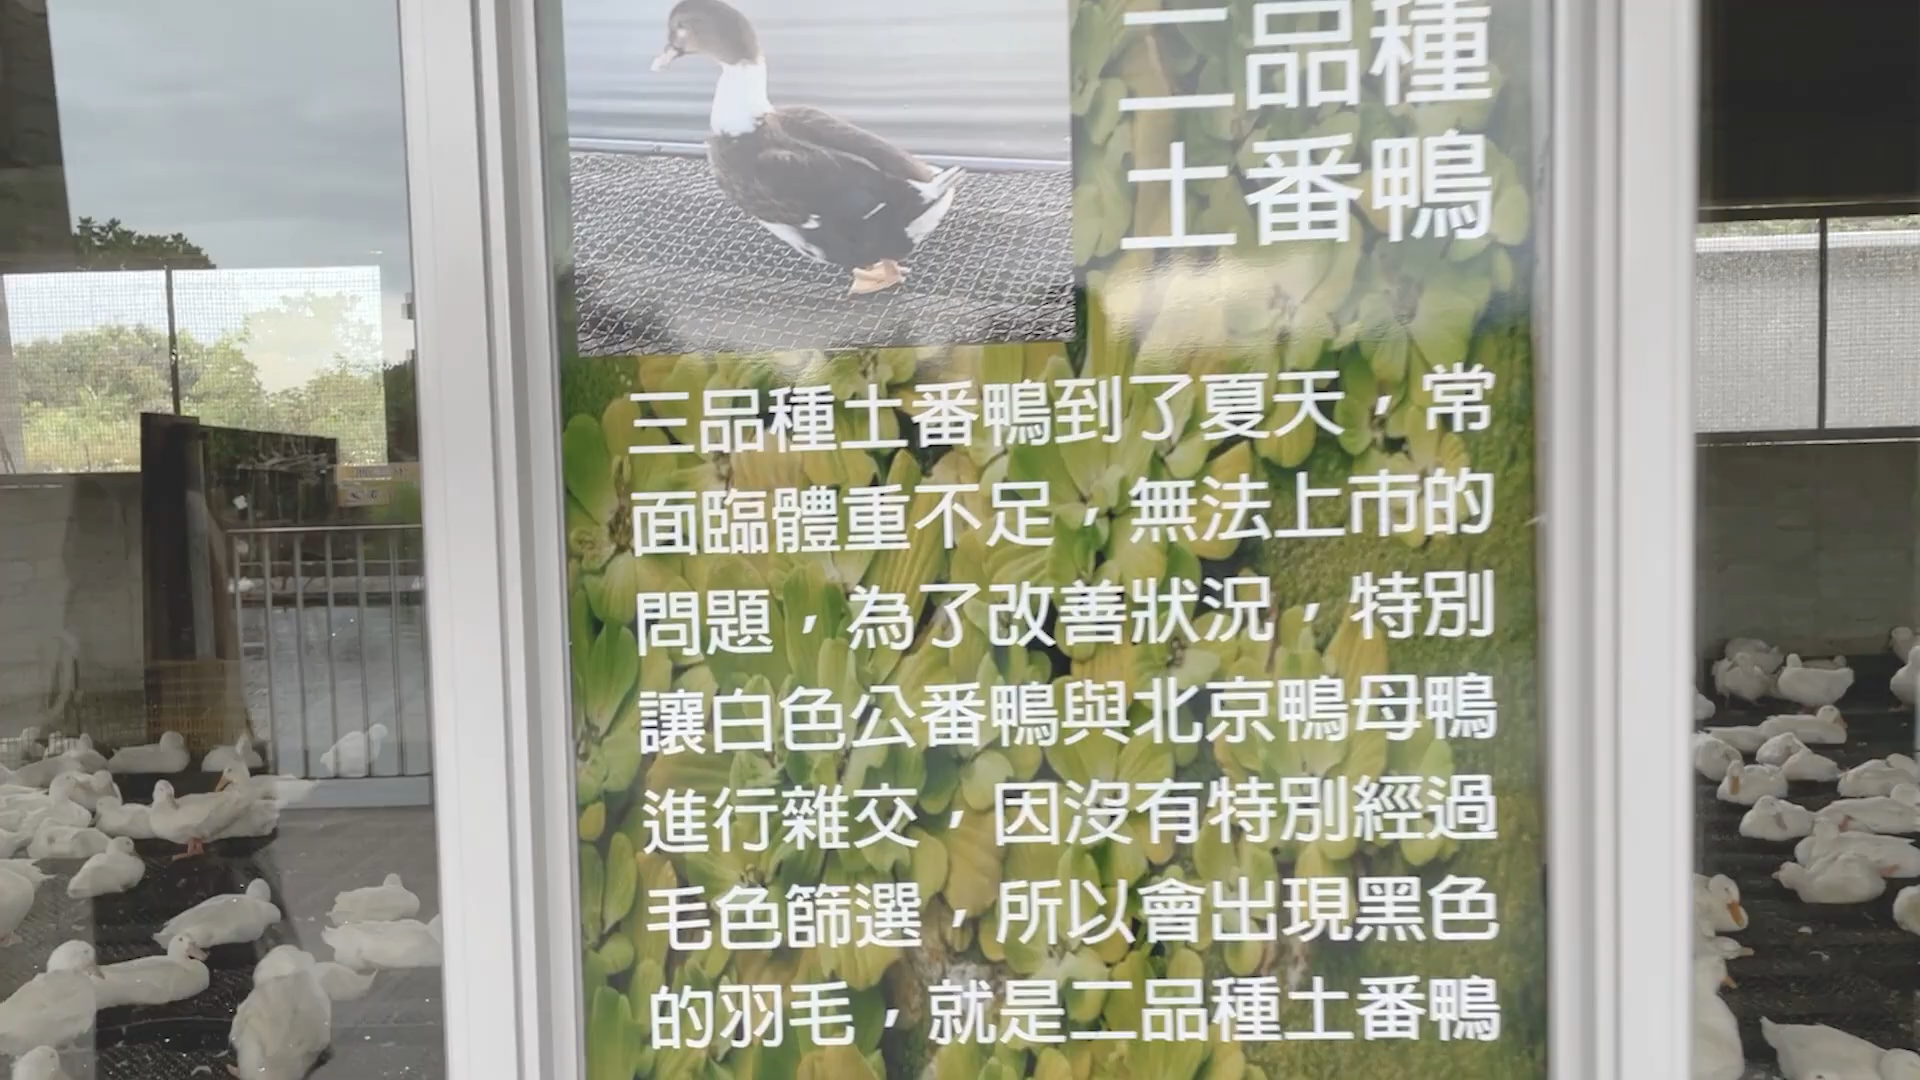 二品種
土番鴨
三品種土番鴨到了夏天，常
面臨體重不足，無法上市的
問題，為了改善狀況，特別
讓白色公番鴨與北京鴨母鴨
進行雜交，因沒有特別經過
毛色篩選，所以會出現黑色
的羽毛，就是二品種土番鴨